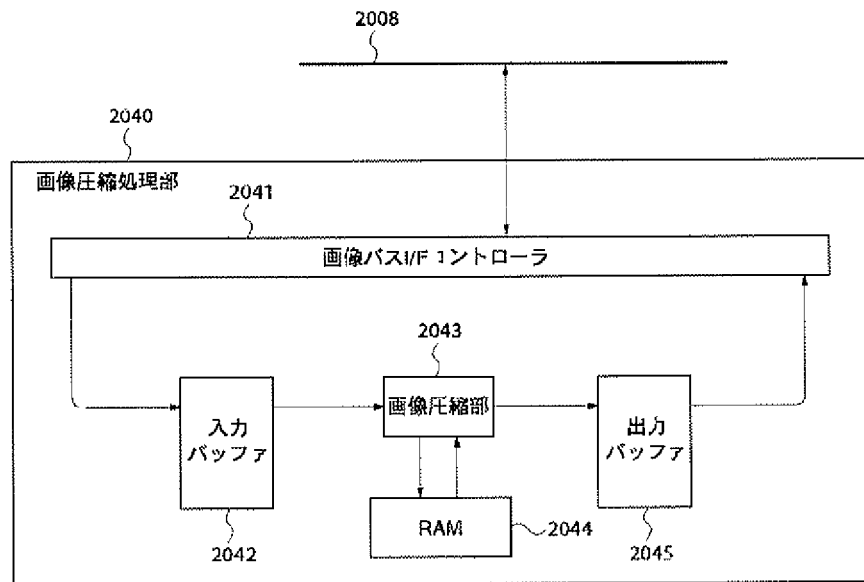 2008
2040
画像圧縮処理部
2041
画像バスI/Fコントローラ
2043
入力
バッファ
画像圧縮部
出力
バッファ
2042
RAM
2044
2045